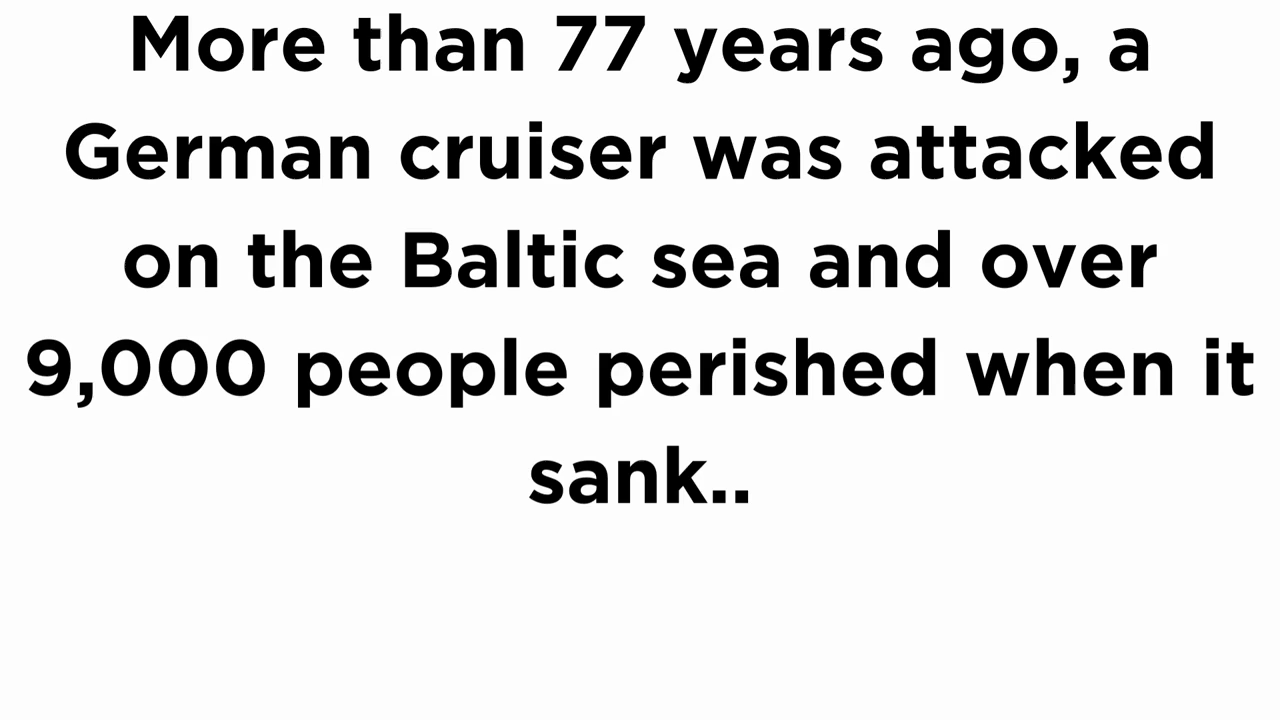 More than 77 years ago, a
German cruiser was attacked
on the Baltic sea and over
9,000 people perished when it
sank..